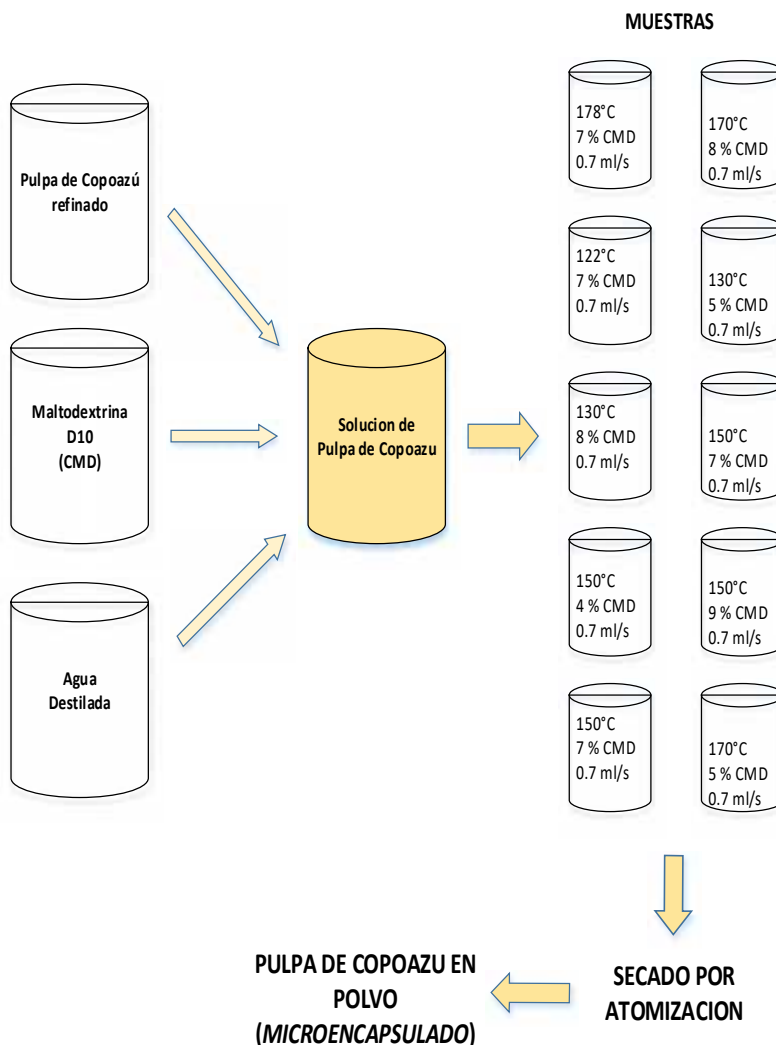 MUESTRAS
Pulpa de Copoazú
refinado
Maltodextrina
D10
(CMD)
Agua
Destilada
Solucion de
Pulpa de Copoazu
178°C
7 % CMD
0.7 ml/s
170°C
8 % CMD
0.7 ml/s
122°C
7 % CMD
0.7 ml/s
130°C
5 % CMD
0.7 ml/s
130°C
8 % CMD
0.7 ml/s
150°C
7 % CMD
0.7 ml/s
150°C
4 % CMD
0.7 ml/s
150°C
9 % CMD
0.7 ml/s
150°C
7 % CMD
0.7 ml/s
170°C
5 % CMD
0.7 ml/s
SECADO POR
ATOMIZACION
PULPA DE COPOAZU EN
POLVO
(MICROENCAPSULADO)